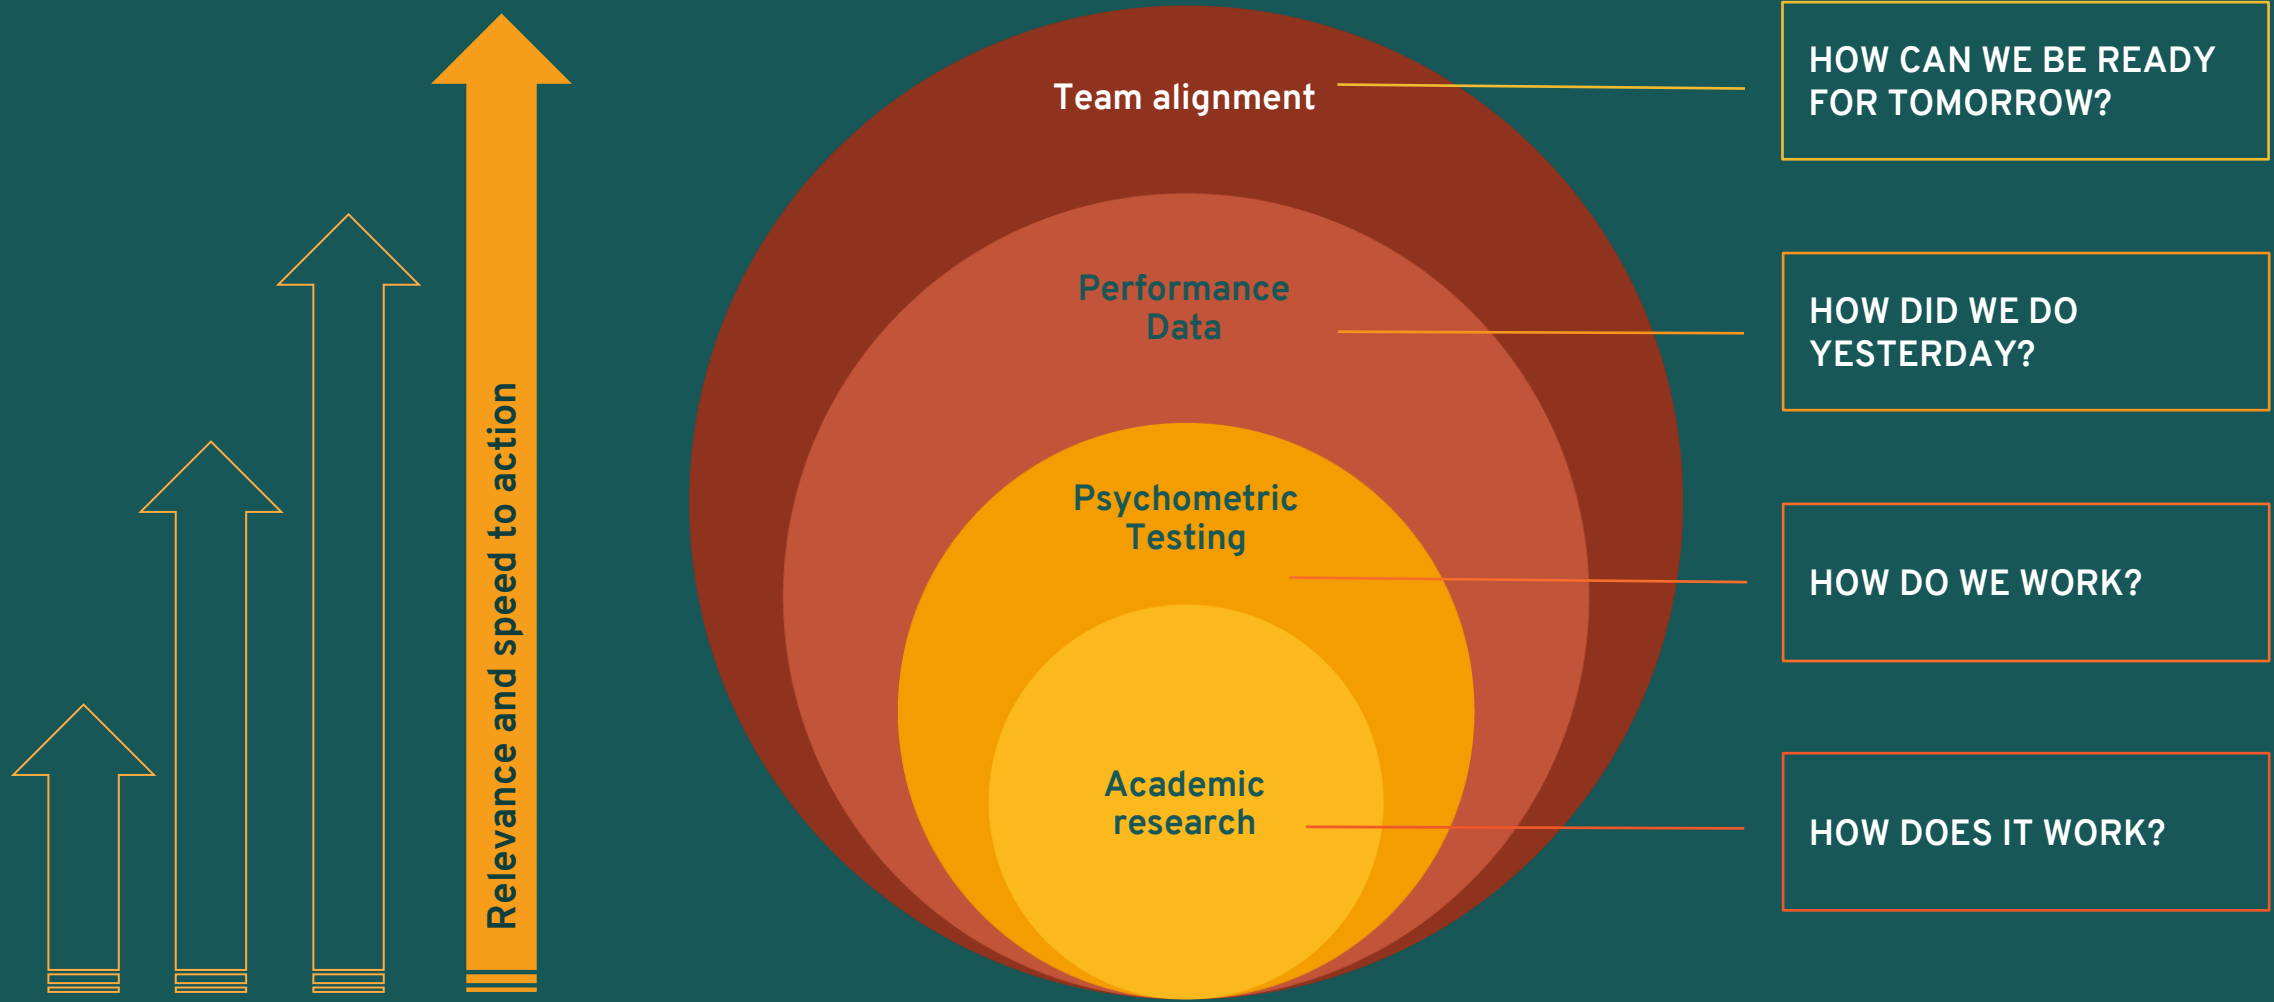 Relevance and speed to action
Team alignment
HOW CAN WE BE READY
FOR TOMORROW?
Performance
Data
HOW DID WE DO
YESTERDAY?
Psychometric
Testing
HOW DO WE WORK?
Academic
research
HOW DOES IT WORK?